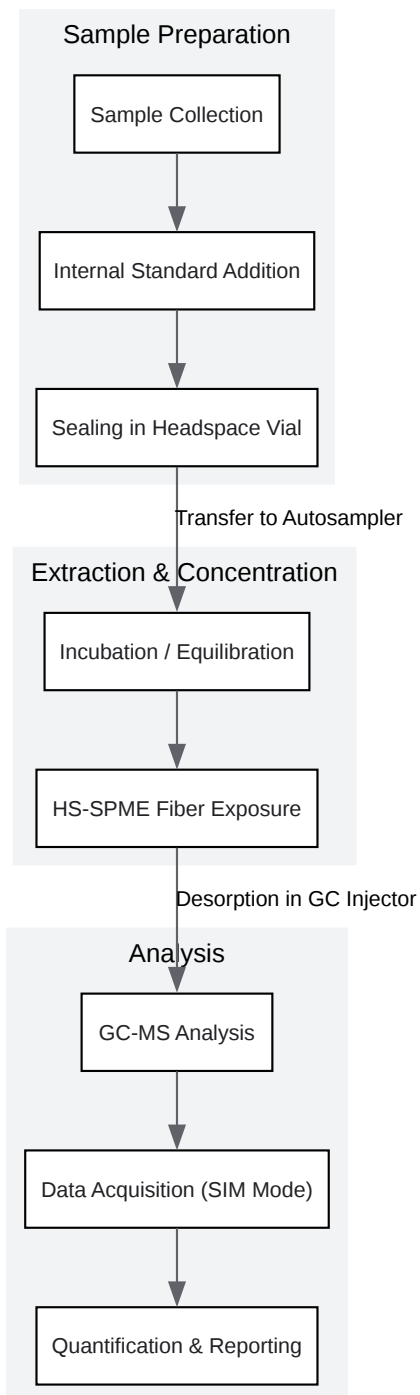 Sample Preparation
Sample Collection
Internal Standard Addition
Sealing in Headspace Vial
Transfer to Autosampler
Extraction & Concentration
Incubation / Equilibration
HS-SPME Fiber Exposure
Desorption in GC Injector
Analysis
GC-MS Analysis
Data Acquisition (SIM Mode)
Quantification & Reporting